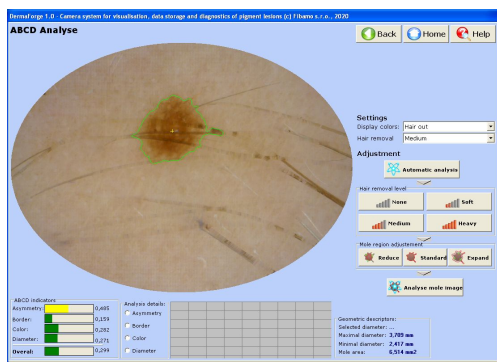 Dermaforge 1.0 - Camera system for visualisation, data storage and diagnostics of pigment lesions (c) Fibamo s.r.o., 2020
ABCD Analyse
Back
Home
Help
Settings
Display colors:
Hair out
Hair removal
Medium
Adjustment
Automatic analysis
Hair removal level
None
Soft
Medium
Heavy
Mole region adjustement
Reduce
Standard
Expand
Analyse mole image
ABCD indicators
Asymmetry:
0,485
Border:
0,159
Color:
0,282
Diameter:
0,271
Overal:
0,299
Analysis details:
Asymmetry
Border
Color
Diameter
Geometric descriptors:
Selected diameter: ...
Maximal diameter: 3,709 mm
Minimal diameter: 2,417 mm
Mole area: 6,514 mm2